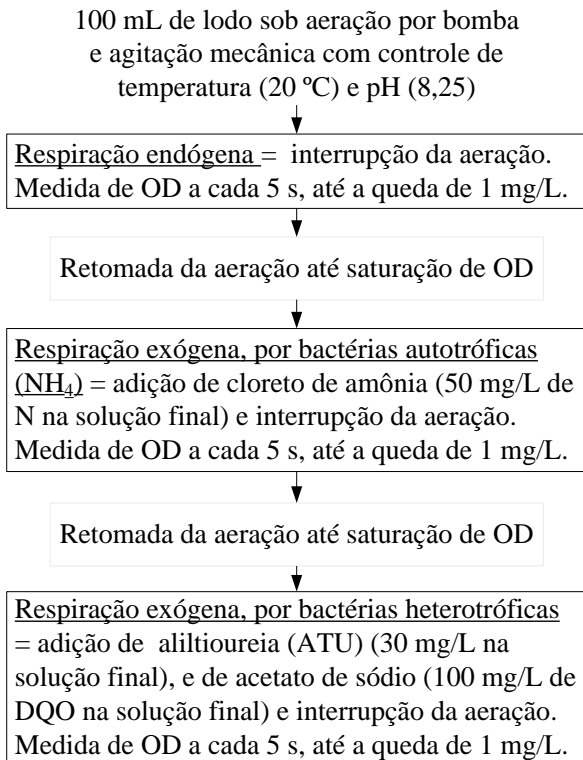 100 mL de lodo sob aeração por bomba
e agitação mecânica com controle de
temperatura (20 ºC) e pH (8,25)
Respiração endógena = interrupção da aeração.
Medida de OD a cada 5 s, até a queda de 1 mg/L.
Retomada da aeração até saturação de OD
Respiração exógena, por bactérias autotróficas
(NH₄) = adição de cloreto de amônia (50 mg/L de
N na solução final) e interrupção da aeração.
Medida de OD a cada 5 s, até a queda de 1 mg/L.
Retomada da aeração até saturação de OD
Respiração exógena, por bactérias heterotróficas
= adição de aliltioureia (ATU) (30 mg/L na
solução final), e de acetato de sódio (100 mg/L de
DQO na solução final) e interrupção da aeração.
Medida de OD a cada 5 s, até a queda de 1 mg/L.